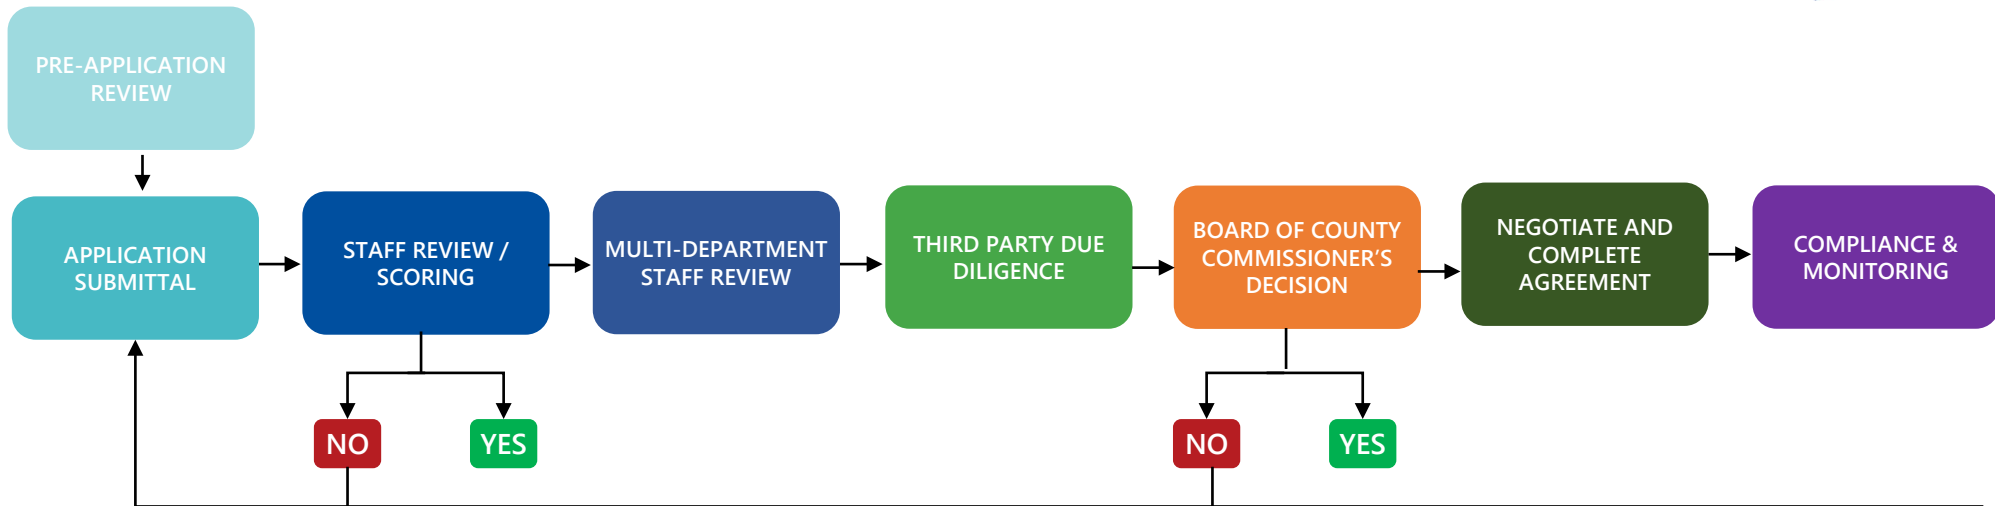 PRE-APPLICATION
REVIEW
APPLICATION
SUBMITTAL
STAFF REVIEW /
SCORING
MULTI-DEPARTMENT
STAFF REVIEW
THIRD PARTY DUE
DILIGENCE
BOARD OF COUNTY
COMMISSIONER'S
DECISION
NEGOTIATE AND
COMPLETE
AGREEMENT
COMPLIANCE &
MONITORING
NO
YES
NO
YES